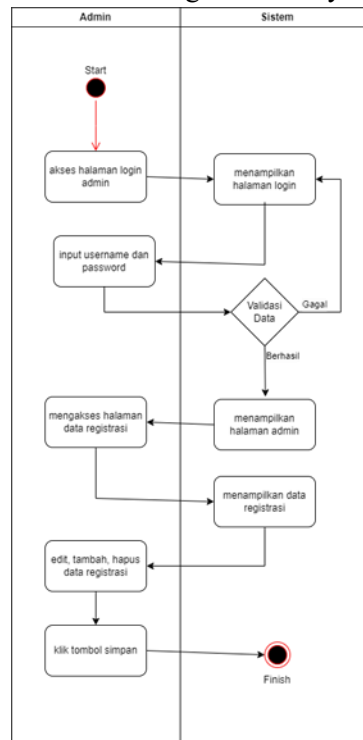 Admin
Sistem
Start
akses halaman login
admin
menampilkan
halaman login
input username dan
password
Validasi
Data
Gagal
Berhasil
mengakses halaman
data registrasi
menampilkan
halaman admin
menampilkan data
registrasi
edit, tambah, hapus
data registrasi
klik tombol simpan
Finish